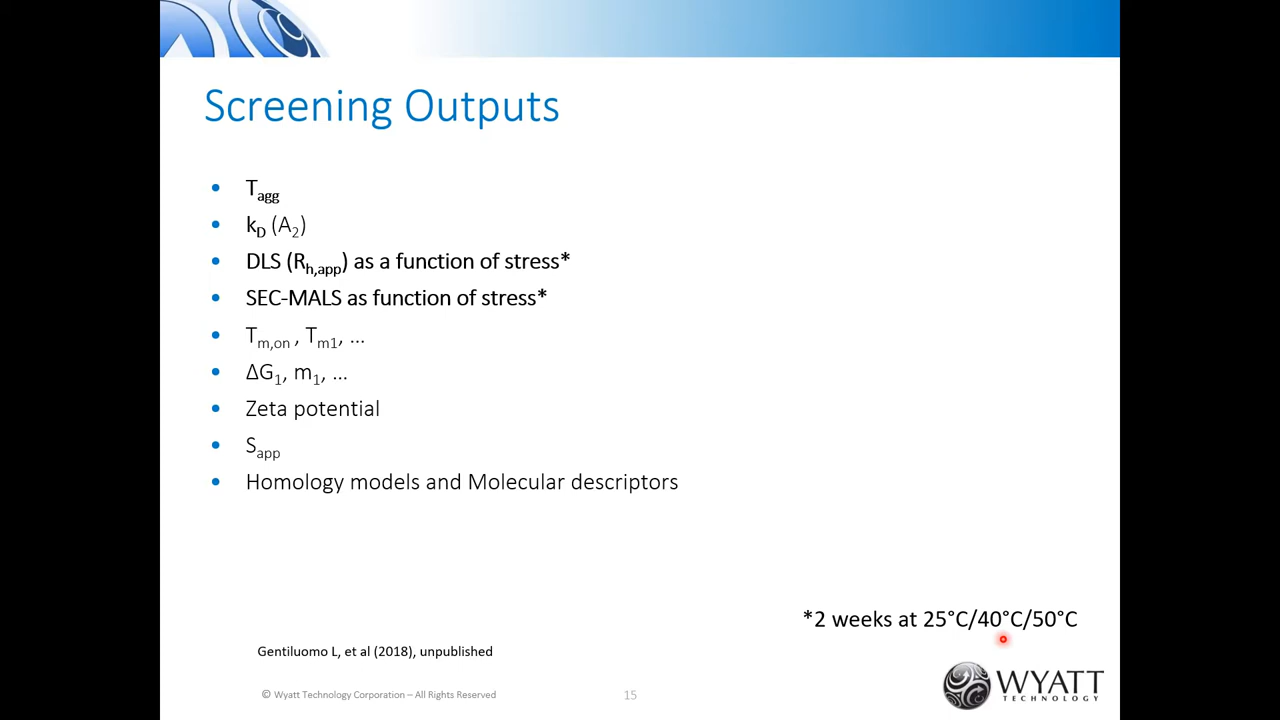 Screening Outputs
• Tagg
• kD (A2)
• DLS (Rh,app) as a function of stress*
• SEC-MALS as function of stress*
• Tm,on , Tm1, ...
• ΔG1, m1, ...
• Zeta potential
• Sapp
• Homology models and Molecular descriptors
*2 weeks at 25°C/40°C/50°C
Gentiluomo L, et al (2018), unpublished
© Wyatt Technology Corporation – All Rights Reserved
15
WYATT
TECHNOLOGY